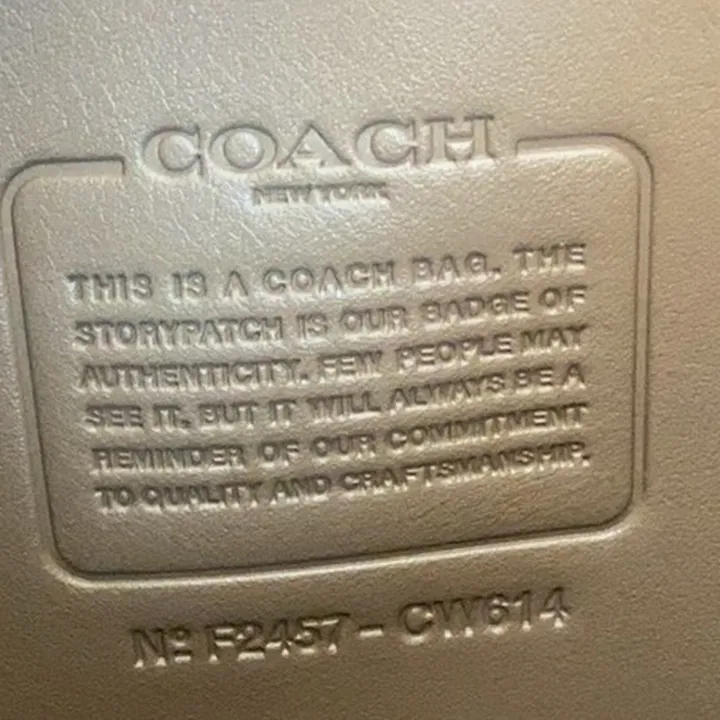 COACH
NEW YORK
THIS IS A COACH BAG. THE
STORYPATCH IS OUR BADGE OF
AUTHENTICITY. FEW PEOPLE MAY
SEE IT. BUT IT WILL ALWAYS BE A
REMINDER OF OUR COMMITMENT
TO QUALITY AND CRAFTSMANSHIP.
Nº F2457 - CW614